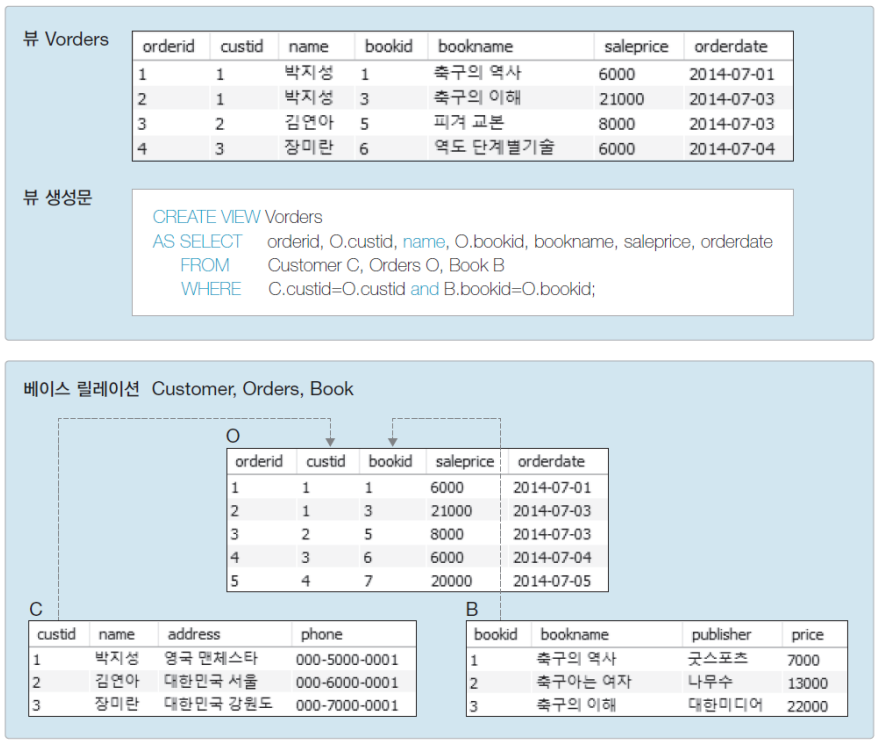 뷰 Vorders
orderid custid name bookid bookname saleprice orderdate
1 1 박지성 1 축구의 역사 6000 2014-07-01
2 1 박지성 3 축구의 이해 21000 2014-07-03
3 2 김연아 5 피겨 교본 8000 2014-07-03
4 3 장미란 6 역도 단계별기술 6000 2014-07-04
뷰 생성문
CREATE VIEW Vorders
AS SELECT orderid, O.custid, name, O.bookid, bookname, saleprice, orderdate
FROM Customer C, Orders O, Book B
WHERE C.custid=O.custid and B.bookid=O.bookid;
베이스 릴레이션 Customer, Orders, Book
O
orderid custid bookid saleprice orderdate
1 1 1 6000 2014-07-01
2 1 3 21000 2014-07-03
3 2 5 8000 2014-07-03
4 3 6 6000 2014-07-04
5 4 7 20000 2014-07-05
C
custid name address phone
1 박지성 영국 맨체스타 000-5000-0001
2 김연아 대한민국 서울 000-6000-0001
3 장미란 대한민국 강원도 000-7000-0001
B
bookid bookname publisher price
1 축구의 역사 굿스포츠 7000
2 축구아는 여자 나무수 13000
3 축구의 이해 대한미디어 22000